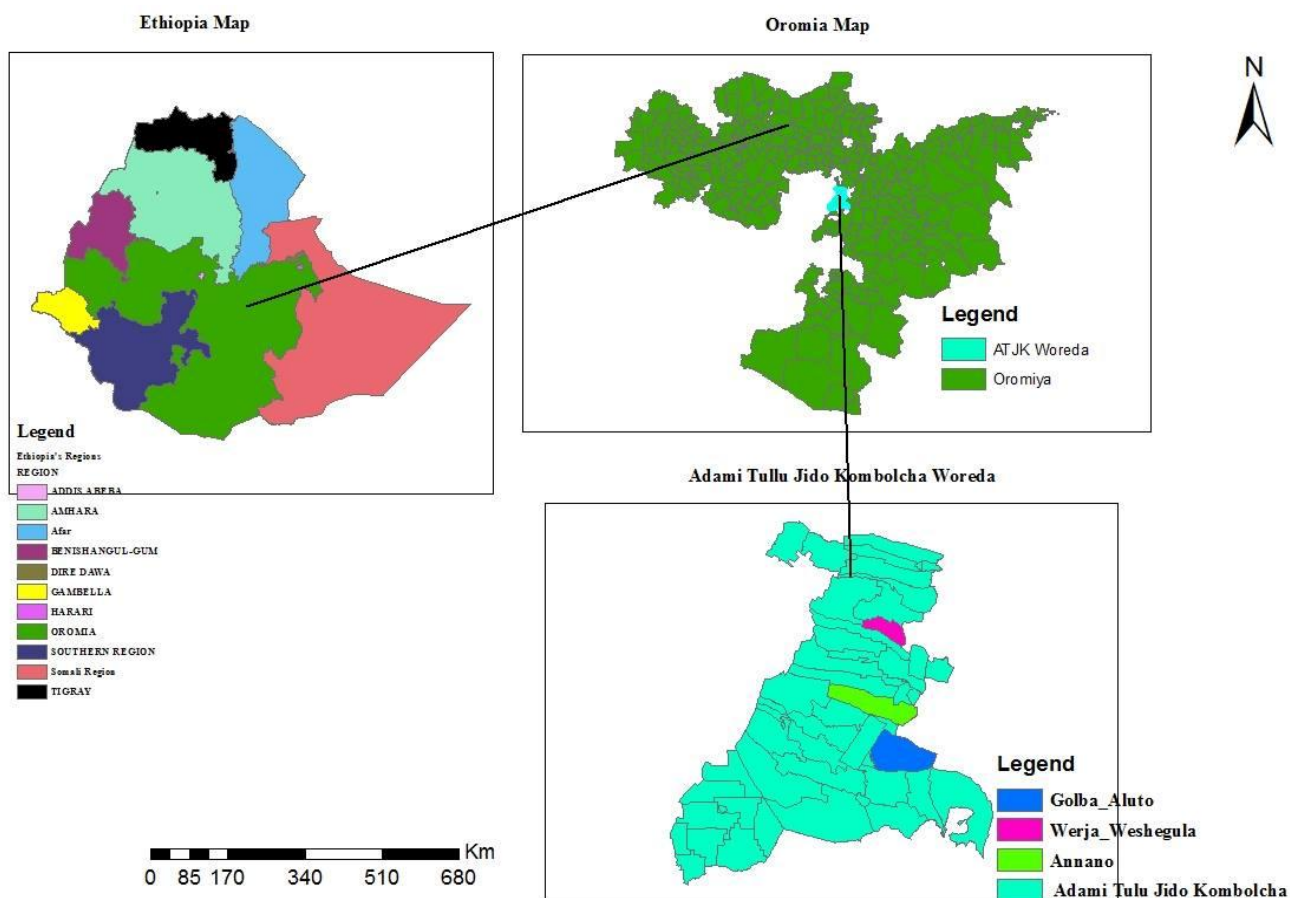 Ethiopia Map
Legend
Ethiopia's Regions
REGION
ADDIS ABEBA
AMHARA
Afar
BENISHANGUL-GUM
DIRE DAWA
GAMBELLA
HARARI
OROMIA
SOUTHERN REGION
Somali Region
TIGRAY
Oromia Map
N
Legend
ATJK Woreda
Oromiya
Adami Tullu Jido Kombolcha Woreda
Legend
Golba_Aluto
Werja_Weshegula
Annano
Adami Tulu Jido Kombolcha
Km
0 85 170 340 510 680